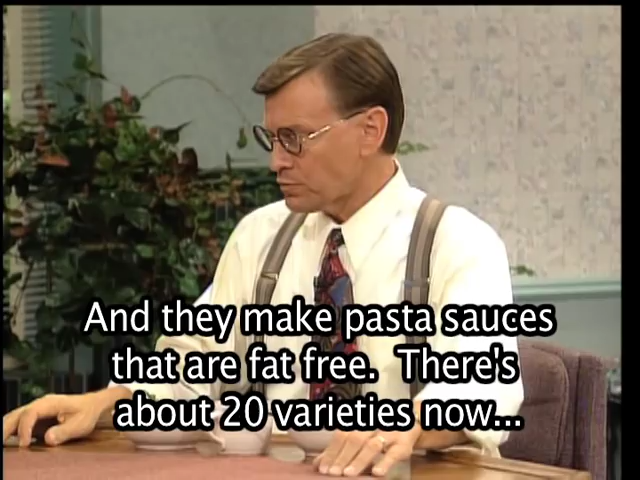 And they make pasta sauces
that are fat free.  There's
about 20 varieties now...